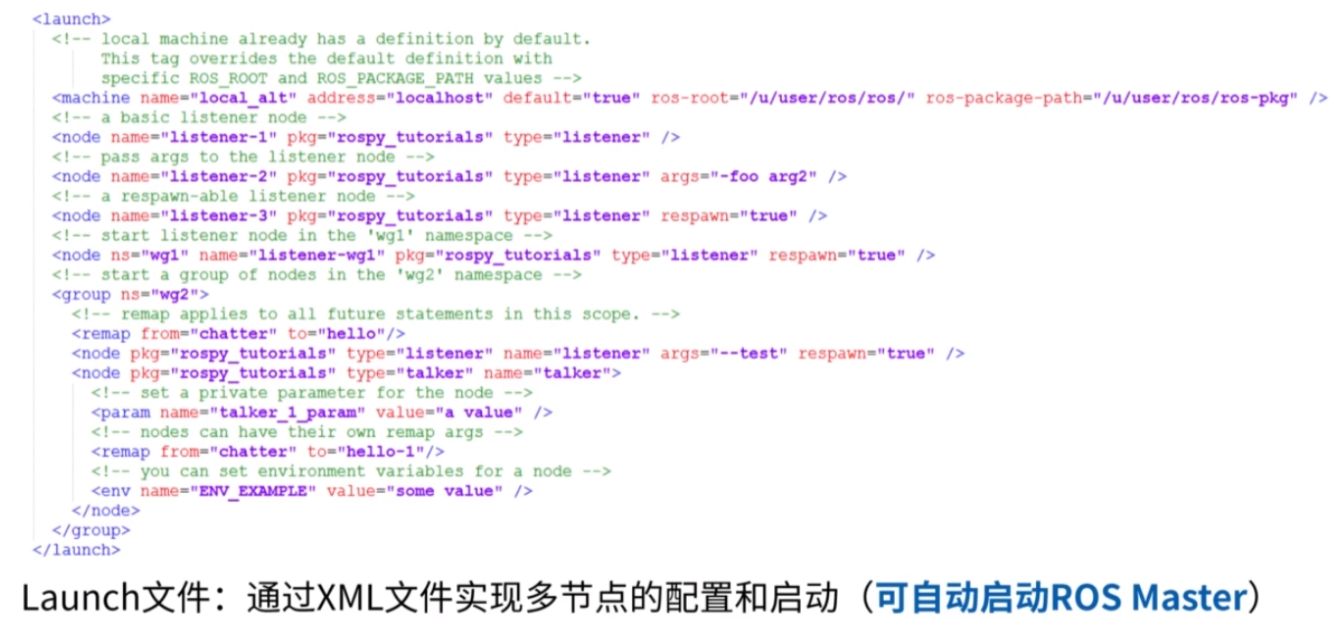 <launch>
<!-- local machine already has a definition by default.
This tag overrides the default definition with
specific ROS_ROOT and ROS_PACKAGE_PATH values -->
<machine name="local_alt" address="localhost" default="true" ros-root="/u/user/ros/ros/" ros-package-path="/u/user/ros/ros-pkg" />
<!-- a basic listener node -->
<node name="listener-1" pkg="rospy_tutorials" type="listener" />
<!-- pass args to the listener node -->
<node name="listener-2" pkg="rospy_tutorials" type="listener" args="-foo arg2" />
<!-- a respawn-able listener node -->
<node name="listener-3" pkg="rospy_tutorials" type="listener" respawn="true" />
<!-- start listener node in the 'wg1' namespace -->
<node ns="wg1" name="listener-wg1" pkg="rospy_tutorials" type="listener" respawn="true" />
<!-- start a group of nodes in the 'wg2' namespace -->
<group ns="wg2">
<!-- remap applies to all future statements in this scope. -->
<remap from="chatter" to="hello"/>
<node pkg="rospy_tutorials" type="listener" name="listener" args="--test" respawn="true" />
<node pkg="rospy_tutorials" type="talker" name="talker">
<!-- set a private parameter for the node -->
<param name="talker_1_param" value="a value" />
<!-- nodes can have their own remap args -->
<remap from="chatter" to="hello-1"/>
<!-- you can set environment variables for a node -->
<env name="ENV_EXAMPLE" value="some value" />
</node>
</group>
</launch>
Launch文件：通过XML文件实现多节点的配置和启动（可自动启动ROS Master）